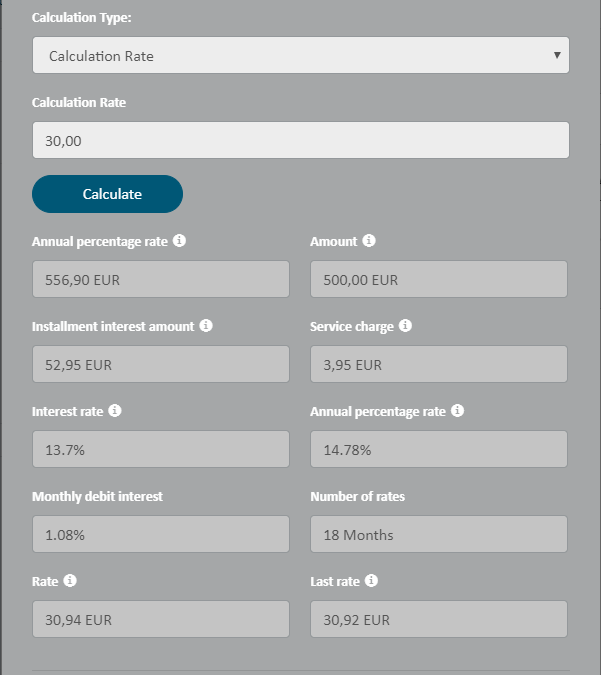 Calculation Type:
Calculation Rate
Calculation Rate
30,00
Calculate
Annual percentage rate
Amount
556,90 EUR
500,00 EUR
Installment interest amount
Service charge
52,95 EUR
3,95 EUR
Interest rate
Annual percentage rate
13.7%
14.78%
Monthly debit interest
Number of rates
1.08%
18 Months
Rate
Last rate
30,94 EUR
30,92 EUR